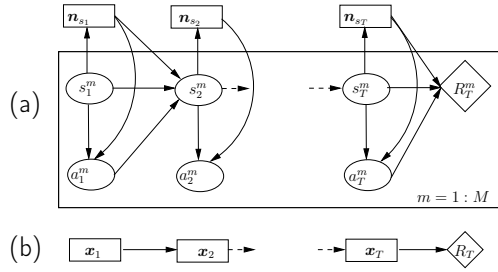 n_{s_1} n_{s_2} n_{s_T}
(a) s_1^m s_2^m s_T^m R_T^m
a_1^m a_2^m a_T^m
m = 1 : M
(b) x_1 x_2 x_T R_T